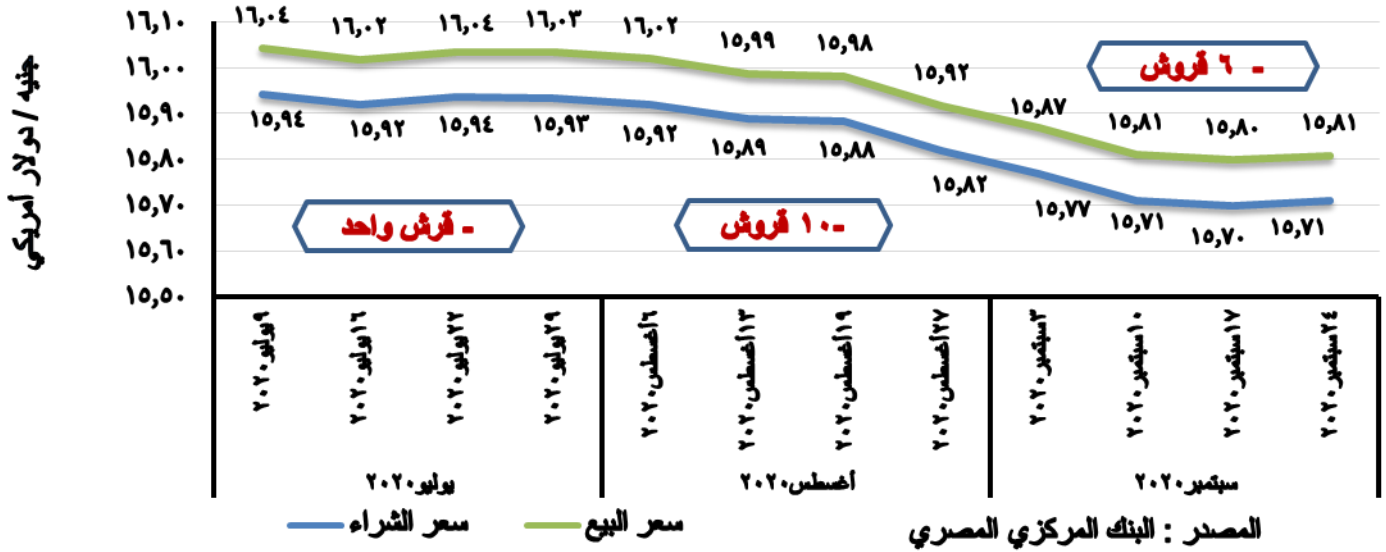 جنيه / دولار أمريكي
١٦,١٠
١٦,٠٠
١٥,٩٠
١٥,٨٠
١٥,٧٠
١٥,٦٠
١٥,٥٠
١٦,٠٤ ١٦,٠٢ ١٦,٠٤ ١٦,٠٣ ١٦,٠٢ ١٥,٩٩ ١٥,٩٨ ١٥,٩٢ ١٥,٨٧ ١٥,٨١ ١٥,٨٠ ١٥,٨١
١٥,٩٤ ١٥,٩٢ ١٥,٩٤ ١٥,٩٣ ١٥,٩٢ ١٥,٨٩ ١٥,٨٨ ١٥,٨٢ ١٥,٧٧ ١٥,٧١ ١٥,٧٠ ١٥,٧١
- ٦ قروش
- قرش واحد
-١٠ قروش
٩يوليو٢٠٢٠
١٦يوليو٢٠٢٠
٢٢يوليو٢٠٢٠
٢٩يوليو٢٠٢٠
٦أغسطس٢٠٢٠
١٣أغسطس٢٠٢٠
١٩أغسطس٢٠٢٠
٢٧أغسطس٢٠٢٠
٣سبتمبر٢٠٢٠
١٠سبتمبر٢٠٢٠
١٧سبتمبر٢٠٢٠
٢٤سبتمبر٢٠٢٠
يوليو٢٠٢٠
أغسطس٢٠٢٠
سبتمبر٢٠٢٠
سعر الشراء
سعر البيع
المصدر : البنك المركزي المصري